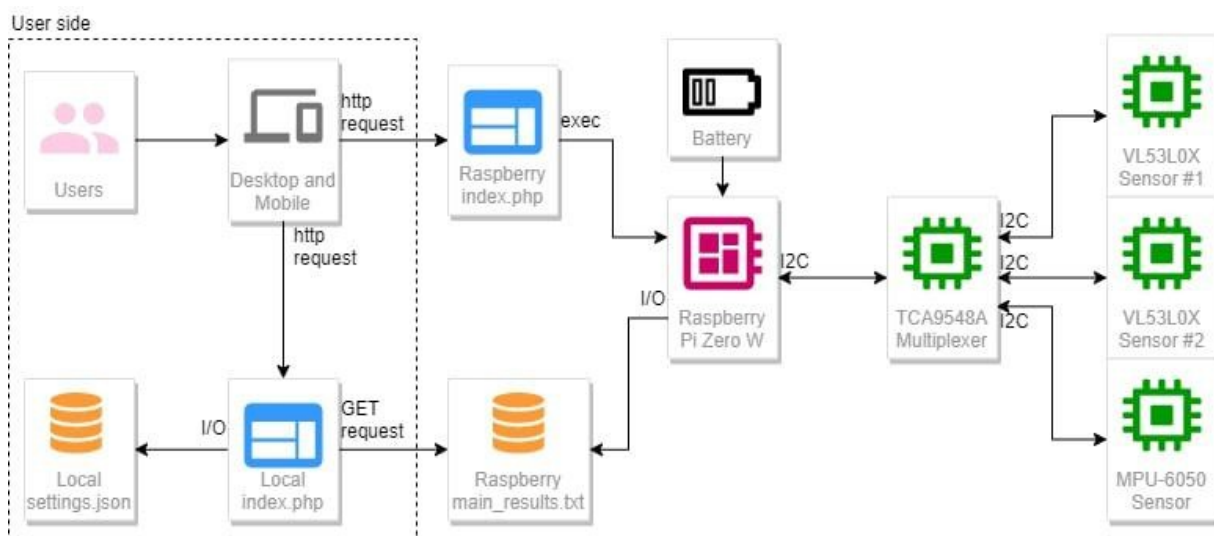 User side
Users
Desktop and
Mobile
http
request
Raspberry
index.php
exec
Battery
Raspberry
Pi Zero W
I2C
TCA9548A
Multiplexer
I2C
I2C
I2C
VL53L0X
Sensor #1
VL53L0X
Sensor #2
MPU-6050
Sensor
http
request
I/O
Local
settings.json
I/O
Local
index.php
GET
request
Raspberry
main_results.txt